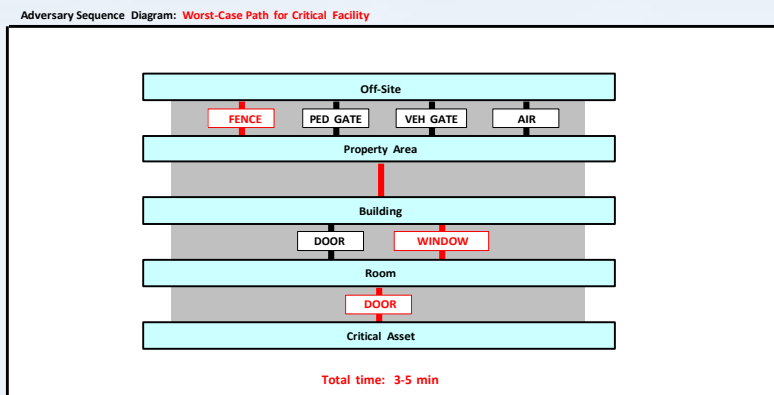 Adversary Sequence Diagram: Worst-Case Path for Critical Facility
Off-Site
FENCE PED GATE VEH GATE AIR
Property Area
Building
DOOR WINDOW
Room
DOOR
Critical Asset
Total time: 3-5 min